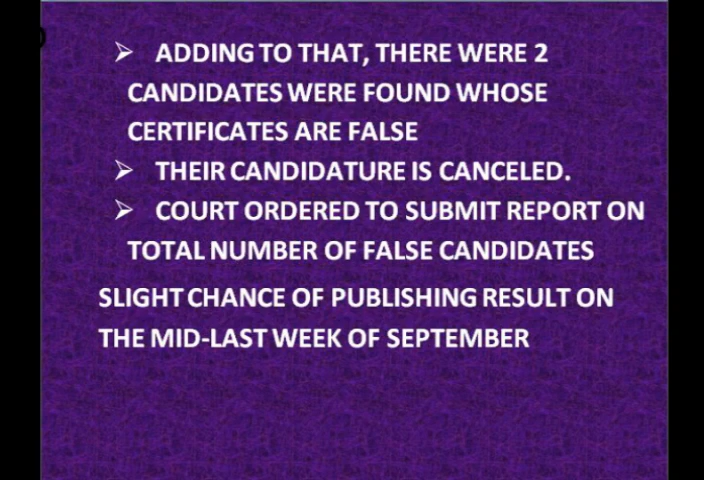 ➢ ADDING TO THAT, THERE WERE 2
CANDIDATES WERE FOUND WHOSE
CERTIFICATES ARE FALSE
➢ THEIR CANDIDATURE IS CANCELED.
➢ COURT ORDERED TO SUBMIT REPORT ON
TOTAL NUMBER OF FALSE CANDIDATES
SLIGHT CHANCE OF PUBLISHING RESULT ON
THE MID-LAST WEEK OF SEPTEMBER